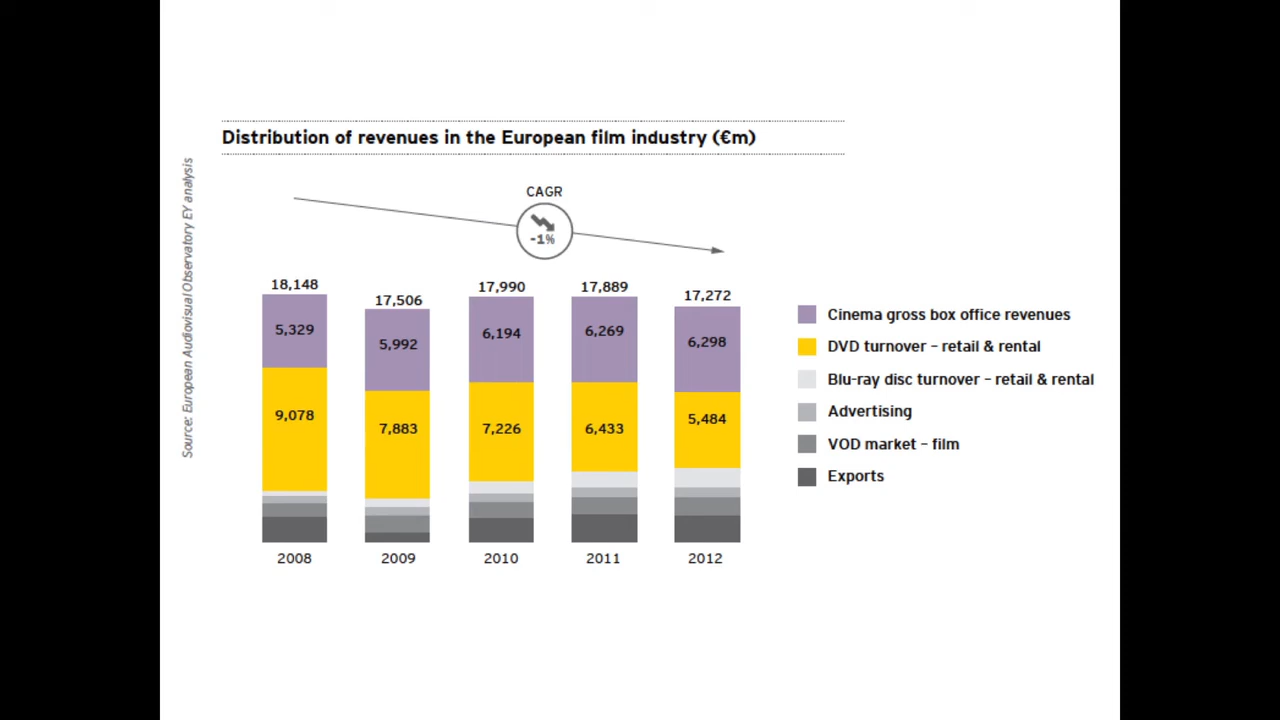 Distribution of revenues in the European film industry (€m)
Source: European Audiovisual Observatory EY analysis
CAGR
-1%
18,148
17,506
17,990
17,889
17,272
5,329
5,992
6,194
6,269
6,298
9,078
7,883
7,226
6,433
5,484
2008
2009
2010
2011
2012
Cinema gross box office revenues
DVD turnover – retail & rental
Blu-ray disc turnover – retail & rental
Advertising
VOD market – film
Exports